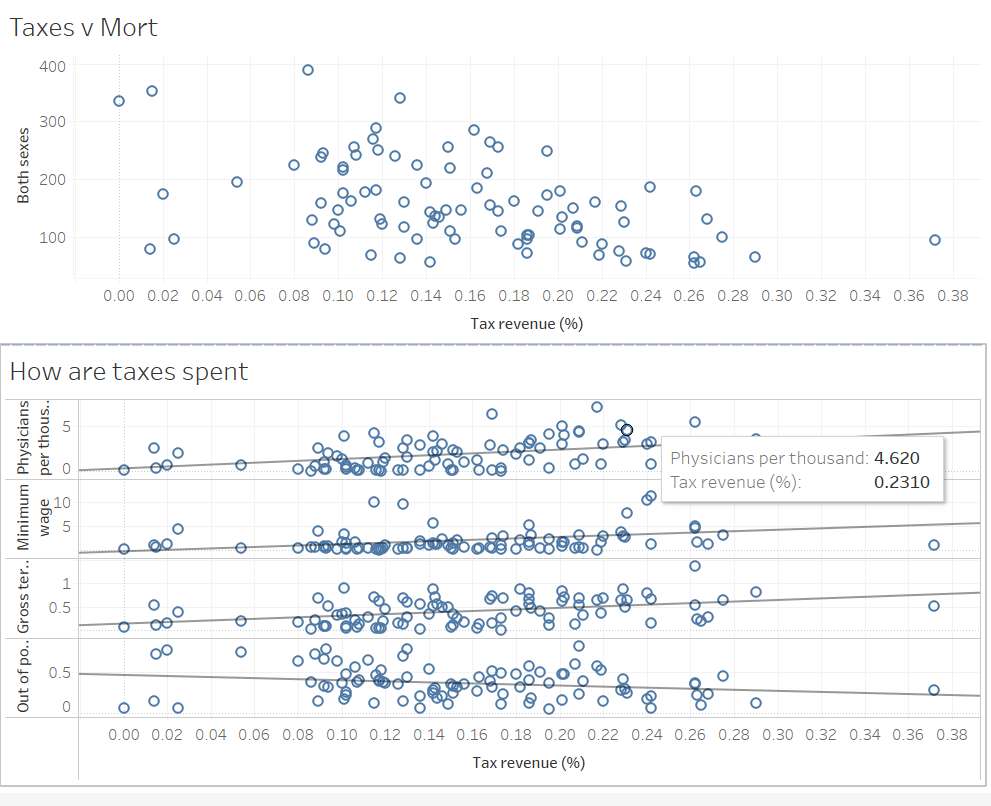 Taxes v Mort
Both sexes
400
300
200
100
0.00 0.02 0.04 0.06 0.08 0.10 0.12 0.14 0.16 0.18 0.20 0.22 0.24 0.26 0.28 0.30 0.32 0.34 0.36 0.38
Tax revenue (%)
How are taxes spent
Physicians
per thous..
5
0
Physicians per thousand: 4.620
Tax revenue (%): 0.2310
Minimum
wage
10
5
Gross ter..
1
0.5
Out of po..
0.5
0
0.00 0.02 0.04 0.06 0.08 0.10 0.12 0.14 0.16 0.18 0.20 0.22 0.24 0.26 0.28 0.30 0.32 0.34 0.36 0.38
Tax revenue (%)